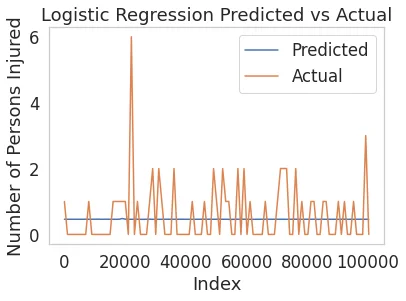 Logistic Regression Predicted vs Actual
Number of Persons Injured
6
4
2
0
Predicted
Actual
0 20000 40000 60000 80000 100000
Index